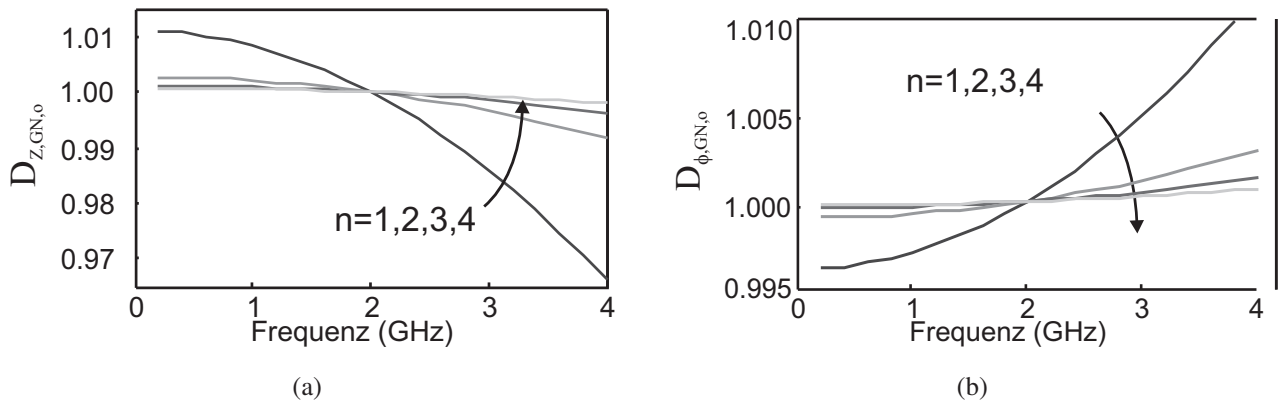 1.01
1.00
0.99
0.98
0.97
D_Z,GN,o
n=1,2,3,4
0 1 2 3 4
Frequenz (GHz)
(a)
1.010
1.005
1.000
0.995
D_ϕ,GN,o
n=1,2,3,4
0 1 2 3 4
Frequenz (GHz)
(b)